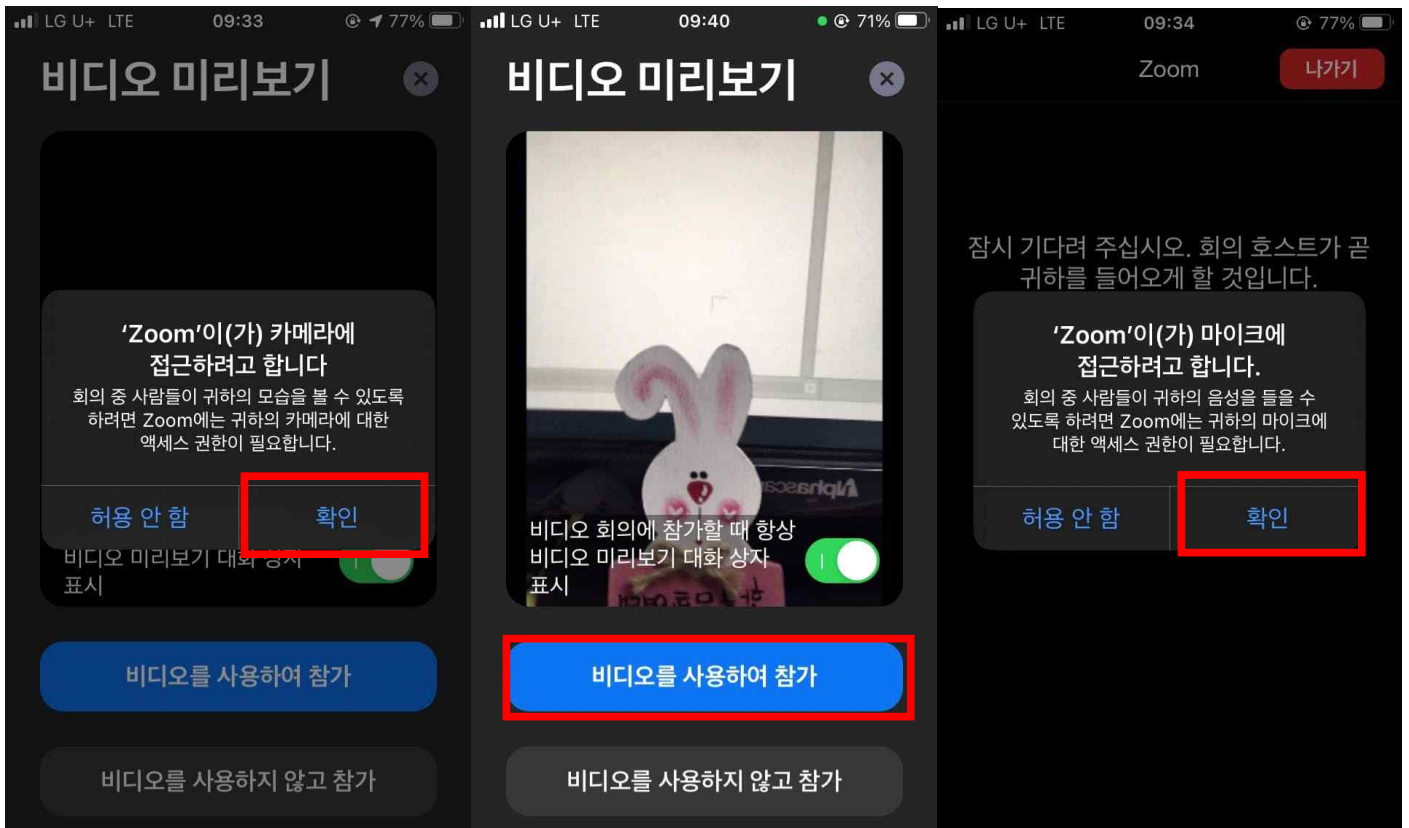 LG U+ LTE 09:33 77%
비디오 미리보기
'Zoom'이(가) 카메라에
접근하려고 합니다
회의 중 사람들이 귀하의 모습을 볼 수 있도록
하려면 Zoom에는 귀하의 카메라에 대한
액세스 권한이 필요합니다.
허용 안 함 확인
비디오 미리보기 대화 상자
표시
비디오를 사용하여 참가
비디오를 사용하지 않고 참가
LG U+ LTE 09:40 71%
비디오 미리보기
Alphascan
비디오 회의에 참가할 때 항상
비디오 미리보기 대화 상자
표시
비디오를 사용하여 참가
비디오를 사용하지 않고 참가
LG U+ LTE 09:34 77%
Zoom 나가기
잠시 기다려 주십시오. 회의 호스트가 곧
귀하를 들어오게 할 것입니다.
'Zoom'이(가) 마이크에
접근하려고 합니다.
회의 중 사람들이 귀하의 음성을 들을 수
있도록 하려면 Zoom에는 귀하의 마이크에
대한 액세스 권한이 필요합니다.
허용 안 함 확인